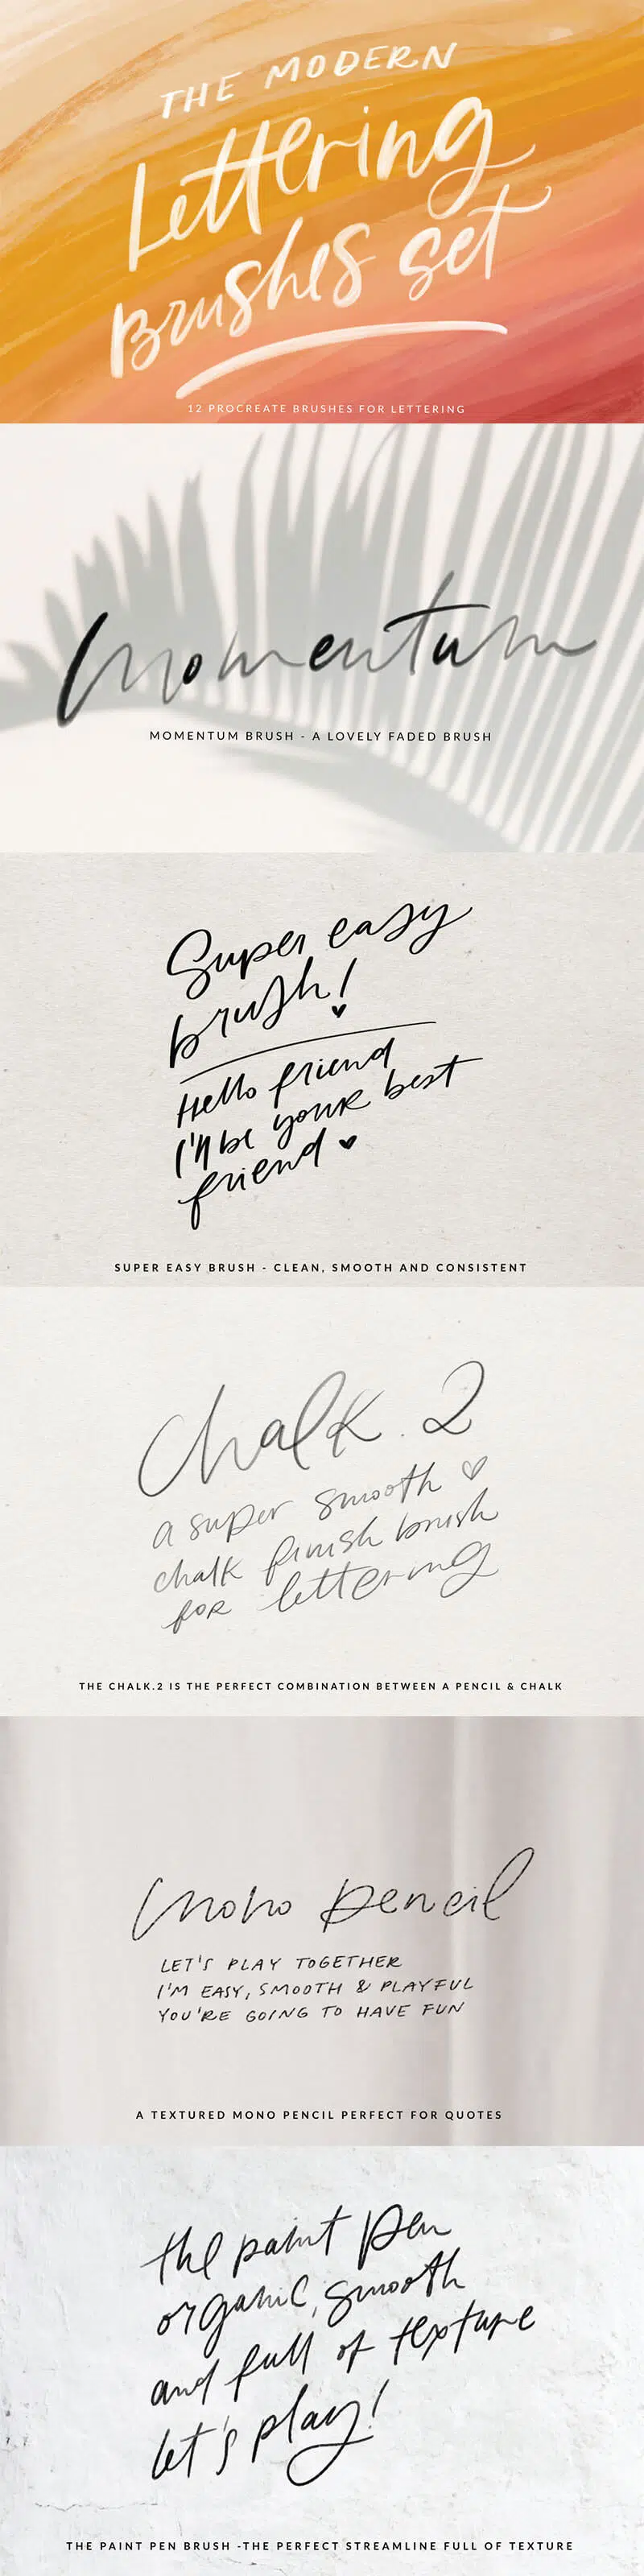 THE MODERN
Lettering
Brushes set
12 PROCREATE BRUSHES FOR LETTERING
Momentum
MOMENTUM BRUSH - A LOVELY FADED BRUSH
Super easy
brush!
Hello friend
I'll be your best
friend
SUPER EASY BRUSH - CLEAN, SMOOTH AND CONSISTENT
Chalk.2
a super smooth
chalk finish brush
for lettering
THE CHALK.2 IS THE PERFECT COMBINATION BETWEEN A PENCIL & CHALK
Mono pencil
LET'S PLAY TOGETHER
I'M EASY, SMOOTH & PLAYFUL
YOU'RE GOING TO HAVE FUN
A TEXTURED MONO PENCIL PERFECT FOR QUOTES
the paint pen
organic, smooth
and full of texture
let's play!
THE PAINT PEN BRUSH -THE PERFECT STREAMLINE FULL OF TEXTURE